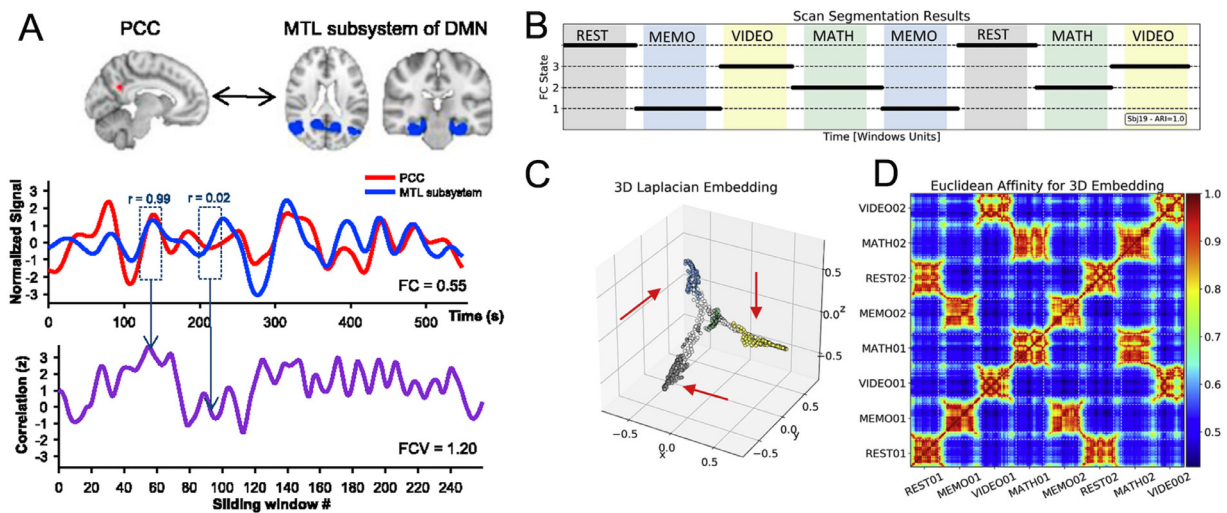 A
PCC
MTL subsystem of DMN
PCC
MTL subsystem
r = 0.99
r = 0.02
Normalized Signal
3
2
1
0
-1
-2
-3
FC = 0.55
Time (s)
0 100 200 300 400 500
Correlation (z)
3
2
1
0
-1
-2
-3
FCV = 1.20
0 20 40 60 80 100 120 140 160 180 200 220 240
Sliding window #
B
Scan Segmentation Results
REST MEMO VIDEO MATH MEMO REST MATH VIDEO
FC State
3
2
1
Sbj19 - ARI=1.0
Time [Windows Units]
C
3D Laplacian Embedding
0.5
0.0
-0.5
z
-0.5 0.0 0.5
x
-0.5
0.0
0.5
y
D
Euclidean Affinity for 3D Embedding
VIDEO02
MATH02
REST02
MEMO02
MATH01
VIDEO01
MEMO01
REST01
REST01 MEMO01 VIDEO01 MATH01 MEMO02 REST02 MATH02 VIDE002
1.0
0.9
0.8
0.7
0.6
0.5